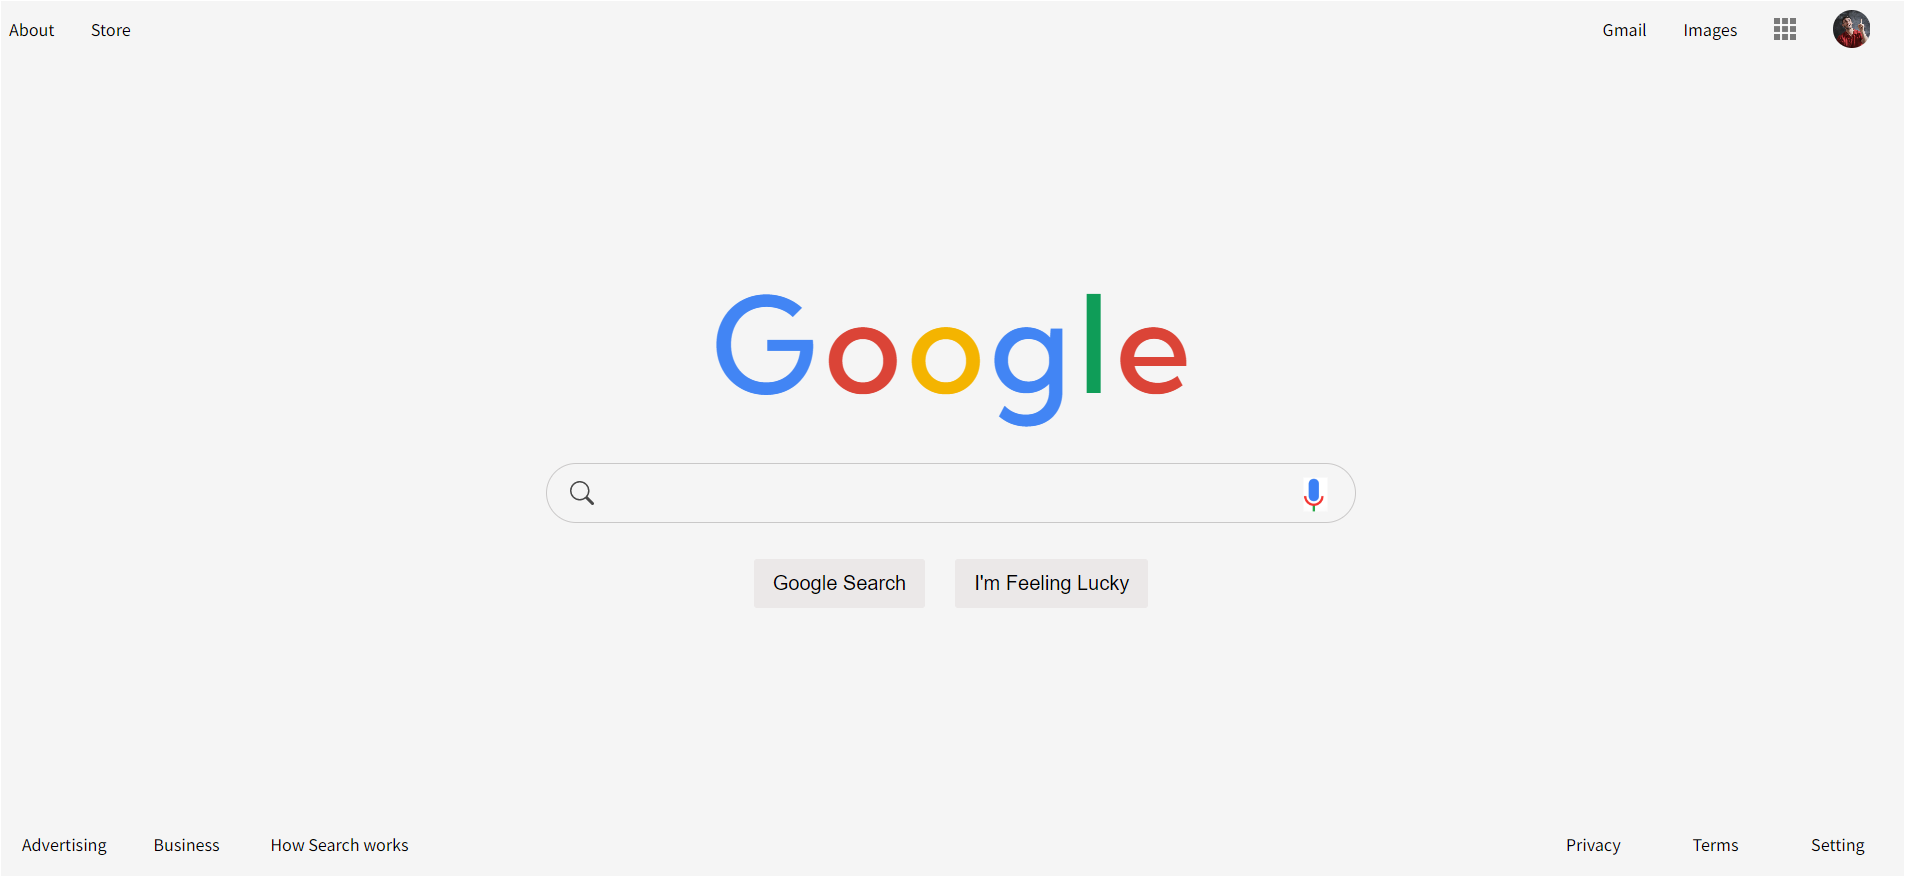 About Store Gmail Images
Google
Google Search I'm Feeling Lucky
Advertising Business How Search works Privacy Terms Setting